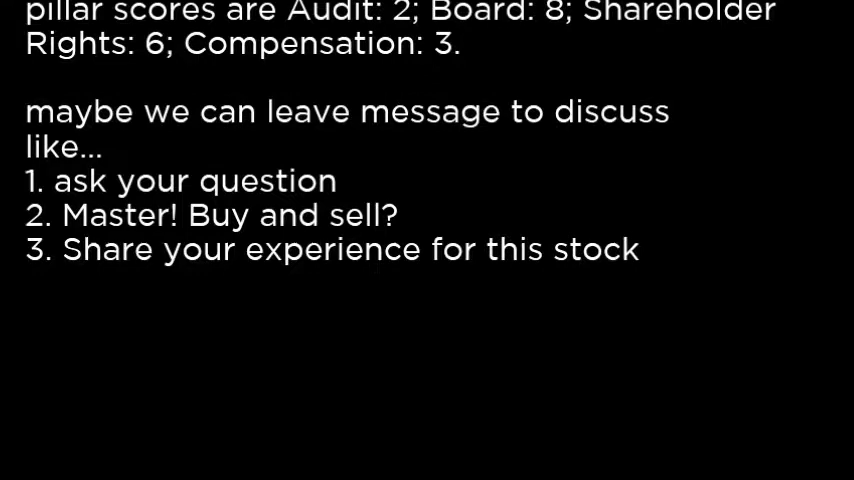 pillar scores are Audit: 2; Board: 8; Shareholder
Rights: 6; Compensation: 3.
maybe we can leave message to discuss
like...
1. ask your question
2. Master! Buy and sell?
3. Share your experience for this stock